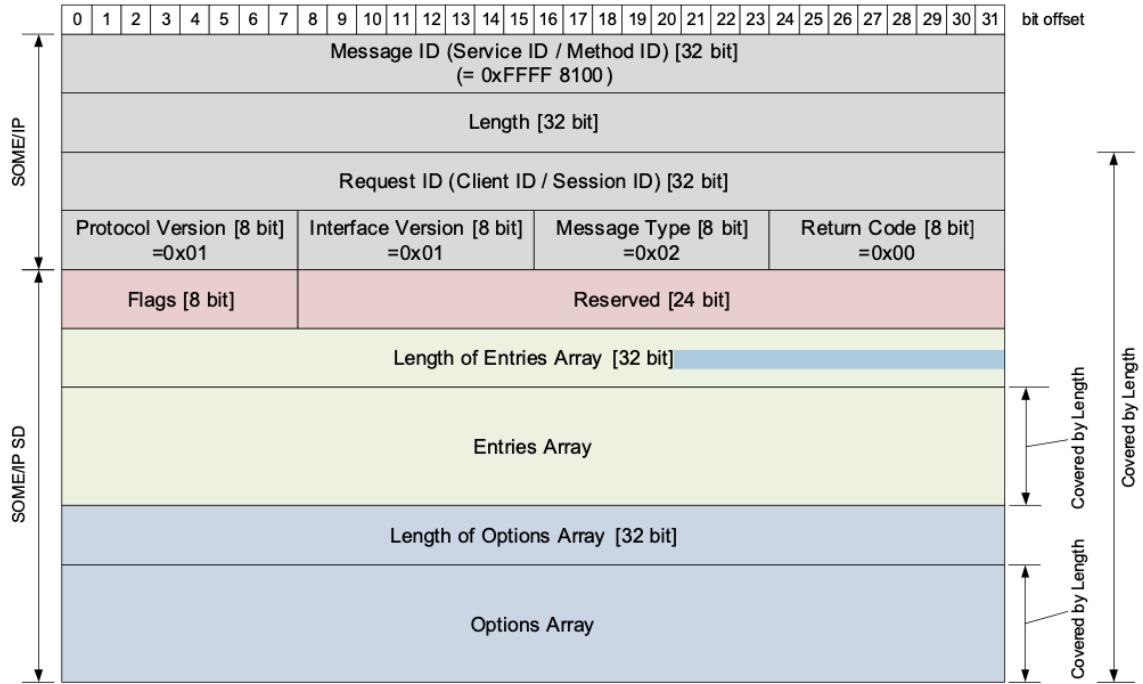 0 1 2 3 4 5 6 7 8 9 10 11 12 13 14 15 16 17 18 19 20 21 22 23 24 25 26 27 28 29 30 31 bit offset
Message ID (Service ID / Method ID) [32 bit]
(= 0xFFFF 8100 )
Length [32 bit]
Request ID (Client ID / Session ID) [32 bit]
Protocol Version [8 bit]
=0x01
Interface Version [8 bit]
=0x01
Message Type [8 bit]
=0x02
Return Code [8 bit]
=0x00
Flags [8 bit]
Reserved [24 bit]
Length of Entries Array [32 bit]
Entries Array
Length of Options Array [32 bit]
Options Array
SOME/IP
SOME/IP SD
Covered by Length
Covered by Length
Covered by Length